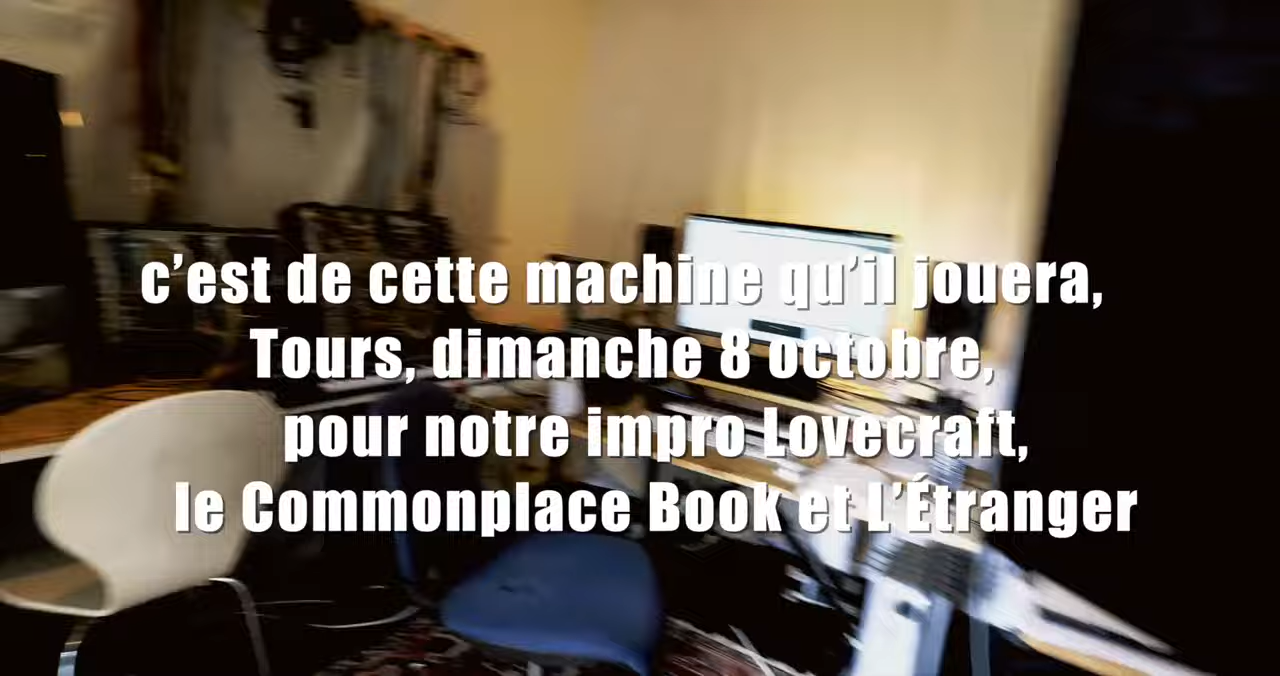 c’est de cette machine qu’il jouera,
Tours, dimanche 8 octobre,
pour notre impro Lovecraft,
le Commonplace Book et L’Étranger